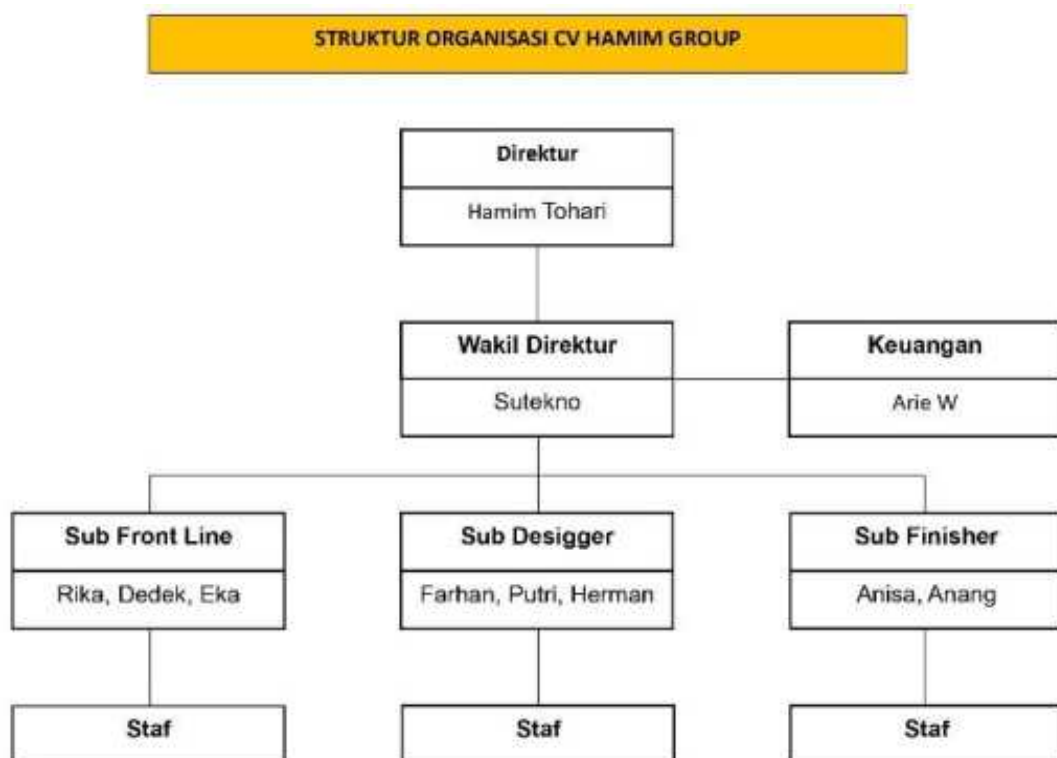 STRUKTUR ORGANISASI CV HAMIM GROUP
Direktur
Hamim Tohari
Wakil Direktur
Sutekno
Keuangan
Arie W
Sub Front Line
Rika, Dedek, Eka
Sub Desigger
Farhan, Putri, Herman
Sub Finisher
Anisa, Anang
Staf
Staf
Staf